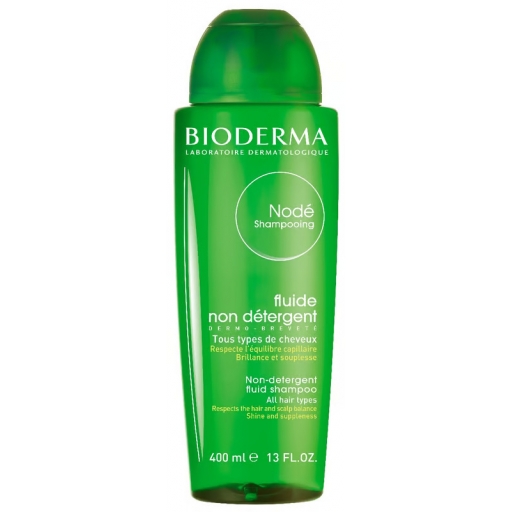 BIODERMA
LABORATOIRE DERMATOLOGIQUE
Nodé
Shampooing
fluide
non détergent
DERMO-BREVETÉ
Tous types de cheveux
Respecte l'équilibre capillaire
Brillance et souplesse
Non-detergent
fluid shampoo
All hair types
Respects the hair and scalp balance
Shine and suppleness
400 ml e 13 FL.OZ.